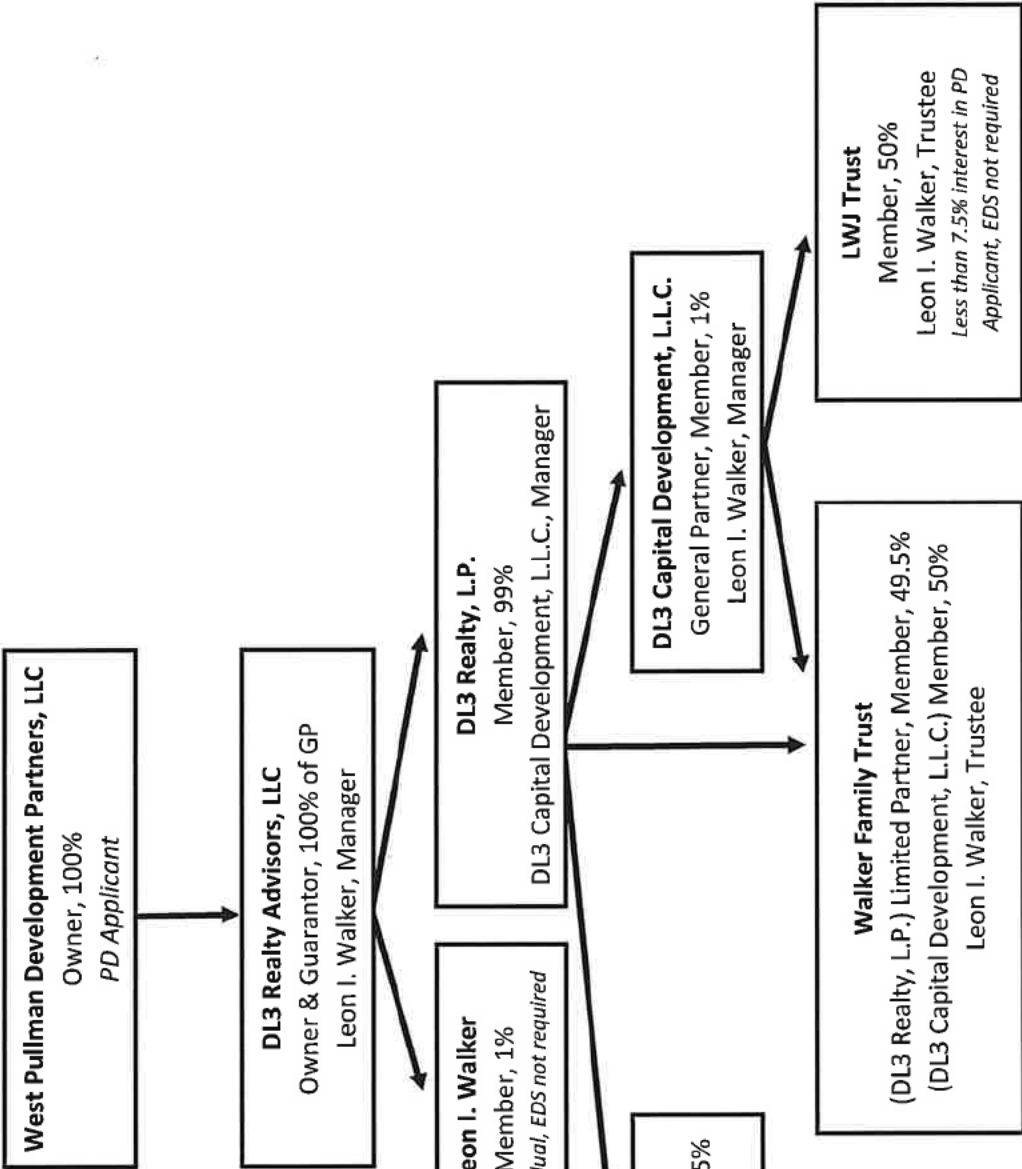 West Pullman Development Partners, LLC
Owner, 100%
PD Applicant
DL3 Realty Advisors, LLC
Owner & Guarantor, 100% of GP
Leon I. Walker, Manager
eon I. Walker
Member, 1%
dual, EDS not required
DL3 Realty, L.P.
Member, 99%
DL3 Capital Development, L.L.C., Manager
5%
DL3 Capital Development, L.L.C.
General Partner, Member, 1%
Leon I. Walker, Manager
Walker Family Trust
(DL3 Realty, L.P.) Limited Partner, Member, 49.5%
(DL3 Capital Development, L.L.C.) Member, 50%
Leon I. Walker, Trustee
LWJ Trust
Member, 50%
Leon I. Walker, Trustee
Less than 7.5% interest in PD
Applicant, EDS not required